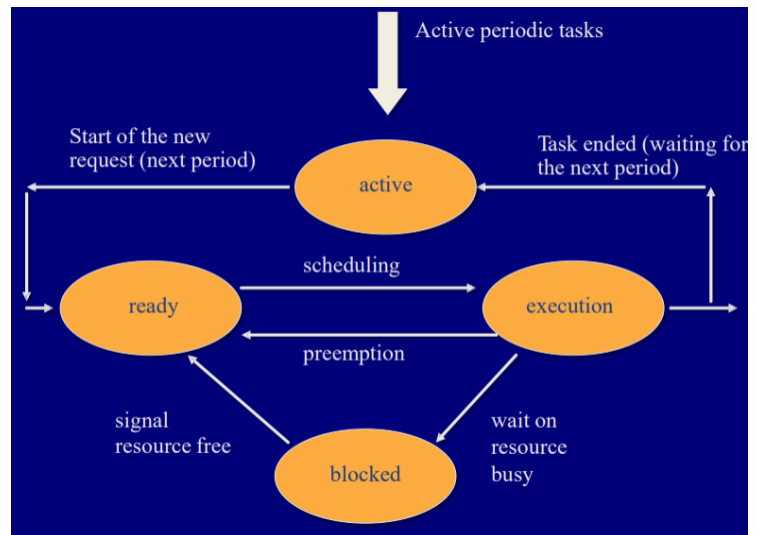 Active periodic tasks
Start of the new
request (next period)
Task ended (waiting for
the next period)
active
scheduling
ready
execution
preemption
signal
resource free
wait on
resource
busy
blocked